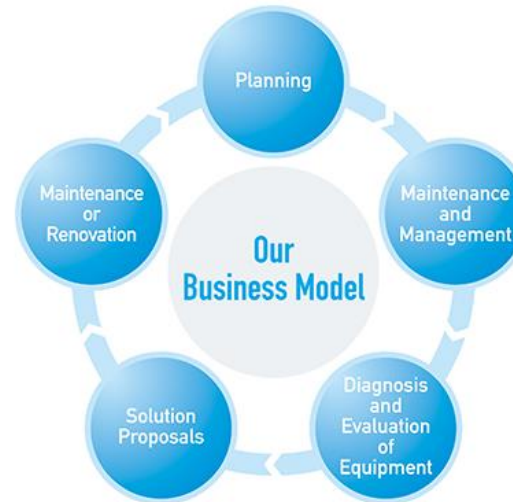 Planning
Maintenance
and
Management
Diagnosis
and
Evaluation
of
Equipment
Solution
Proposals
Maintenance
or
Renovation
Our
Business Model